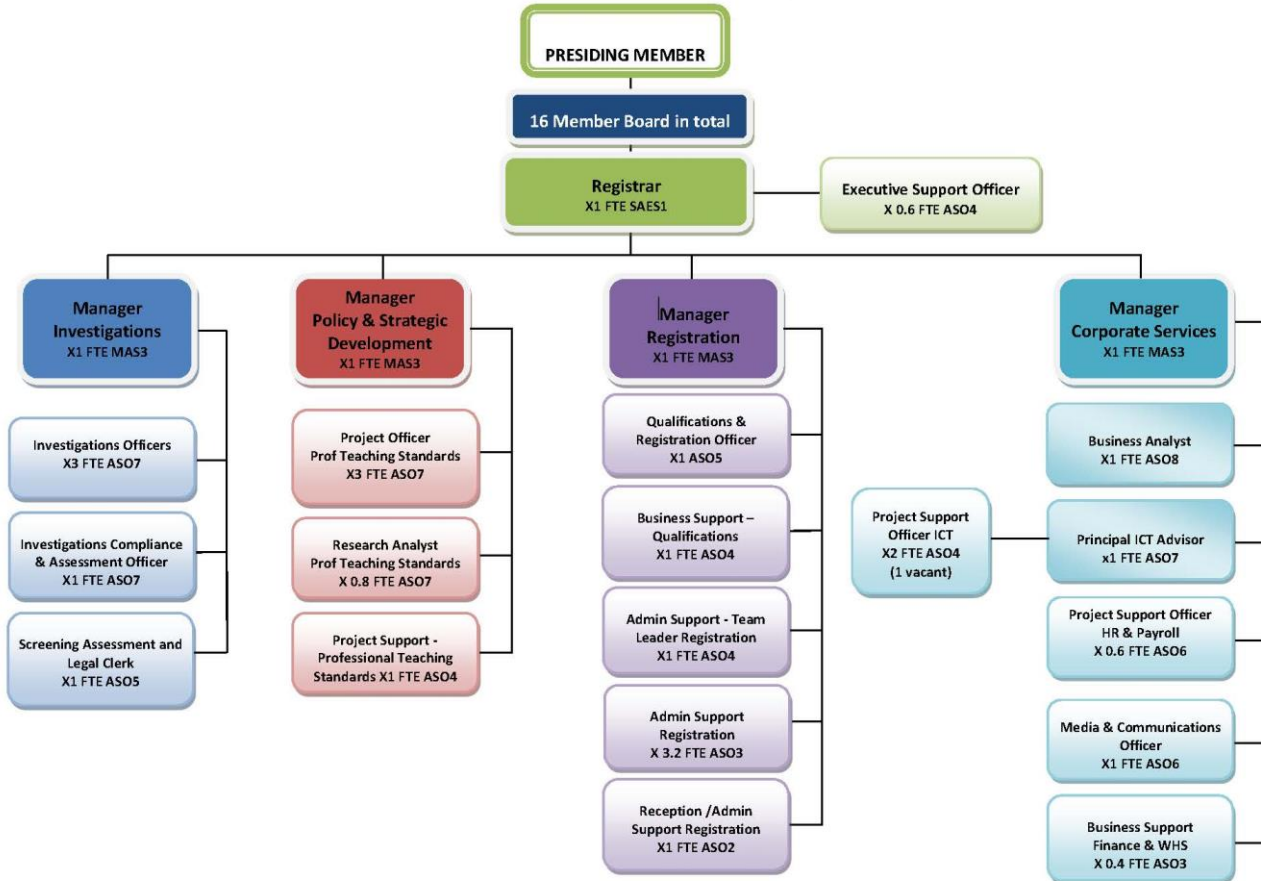 PRESIDING MEMBER
16 Member Board in total
Registrar
X1 FTE SAES1
Executive Support Officer
X 0.6 FTE ASO4
Manager
Investigations
X1 FTE MAS3
Investigations Officers
X3 FTE ASO7
Investigations Compliance
& Assessment Officer
X1 FTE ASO7
Screening Assessment and
Legal Clerk
X1 FTE ASO5
Manager
Policy & Strategic
Development
X1 FTE MAS3
Project Officer
Prof Teaching Standards
X3 FTE ASO7
Research Analyst
Prof Teaching Standards
X 0.8 FTE ASO7
Project Support -
Professional Teaching
Standards X1 FTE ASO4
Manager
Registration
X1 FTE MAS3
Qualifications &
Registration Officer
X1 ASO5
Business Support –
Qualifications
X1 FTE ASO4
Admin Support - Team
Leader Registration
X1 FTE ASO4
Admin Support
Registration
X 3.2 FTE ASO3
Reception /Admin
Support Registration
X1 FTE ASO2
Manager
Corporate Services
X1 FTE MAS3
Business Analyst
X1 FTE ASO8
Project Support
Officer ICT
X2 FTE ASO4
(1 vacant)
Principal ICT Advisor
x1 FTE ASO7
Project Support Officer
HR & Payroll
X 0.6 FTE ASO6
Media & Communications
Officer
X1 FTE ASO6
Business Support
Finance & WHS
X 0.4 FTE ASO3